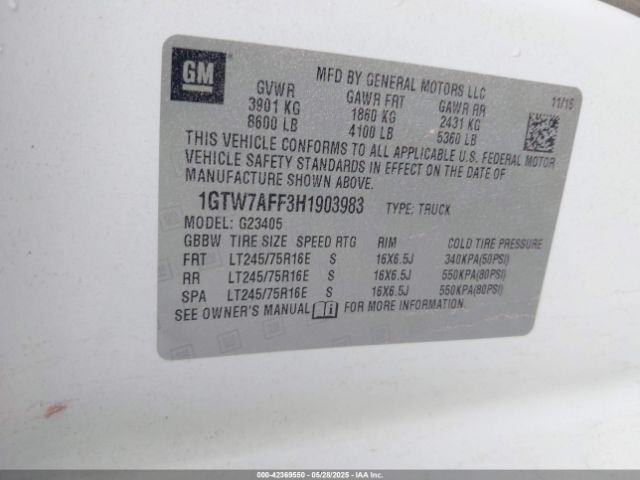 GM
MFD BY GENERAL MOTORS LLC
11/16
GVWR GAWR FRT GAWR RR
3901 KG 1860 KG 2431 KG
8600 LB 4100 LB 5360 LB
THIS VEHICLE CONFORMS TO ALL APPLICABLE U.S. FEDERAL MOTOR
VEHICLE SAFETY STANDARDS IN EFFECT ON THE DATE OF
MANUFACTURE SHOWN ABOVE.
1GTW7AFF3H1903983 TYPE: TRUCK
MODEL: G23405
GBBW TIRE SIZE SPEED RTG RIM COLD TIRE PRESSURE
FRT LT245/75R16E S 16X6.5J 340KPA(50PSI)
RR LT245/75R16E S 16X6.5J 550KPA(80PSI)
SPA LT245/75R16E S 16X6.5J 550KPA(80PSI)
SEE OWNER'S MANUAL FOR MORE INFORMATION.
000-42369550 - 05/28/2025 - IAAI, Inc.